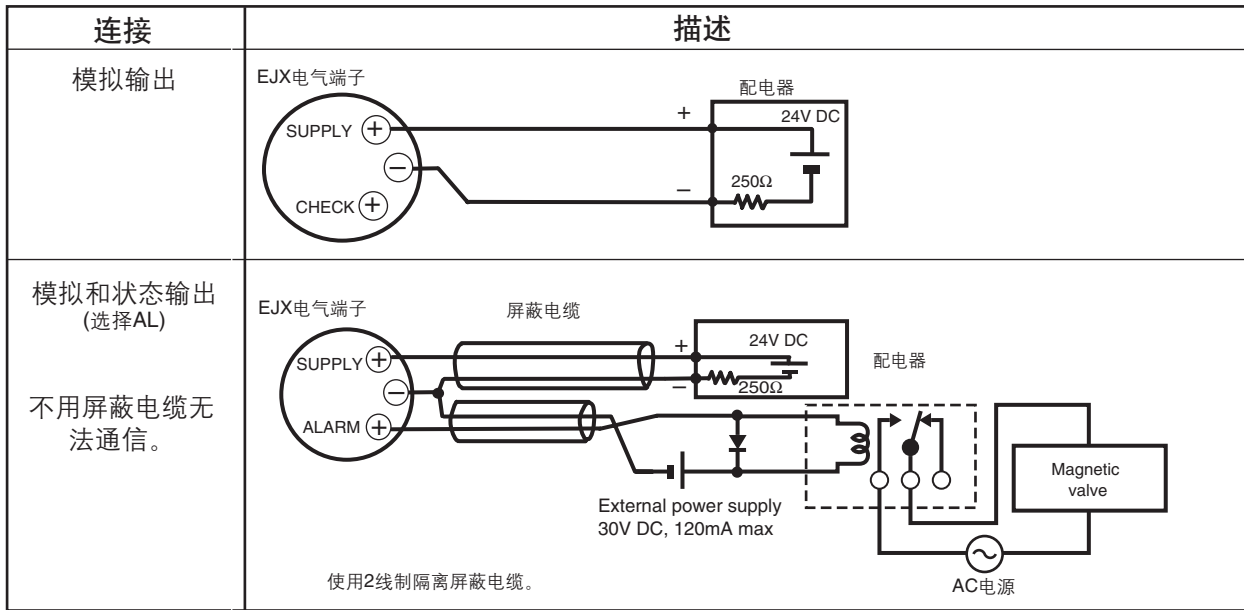 连接
描述
模拟输出
EJX电气端子
配电器
SUPPLY +
+
24V DC
−
250Ω
−
CHECK +
模拟和状态输出
(选择AL)
不用屏蔽电缆无
法通信。
EJX电气端子
屏蔽电缆
+
24V DC
配电器
SUPPLY +
−
250Ω
−
ALARM +
Magnetic
valve
External power supply
30V DC, 120mA max
AC电源
使用2线制隔离屏蔽电缆。